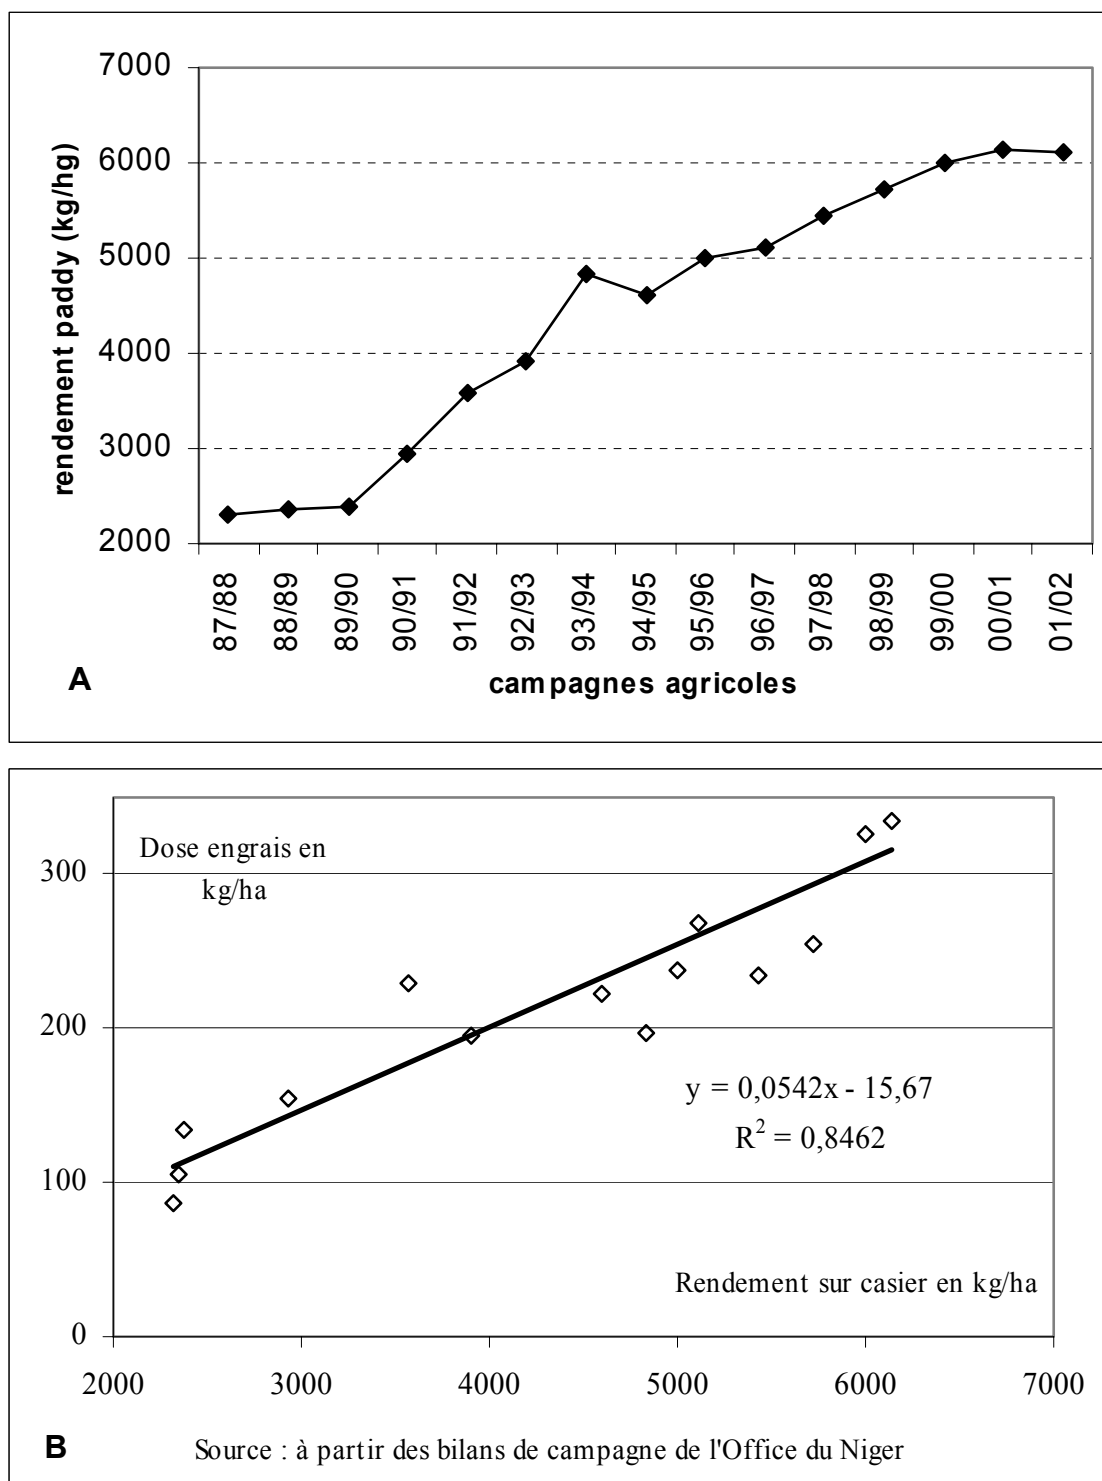 7000
6000
5000
4000
3000
2000
rendement paddy (kg/hg)
87/88
88/89
89/90
90/91
91/92
92/93
93/94
94/95
95/96
96/97
97/98
98/99
99/00
00/01
01/02
A
campagnes agricoles
Dose engrais en
kg/ha
300
200
100
0
y = 0,0542x - 15,67
R² = 0,8462
Rendement sur casier en kg/ha
2000 3000 4000 5000 6000 7000
B
Source : à partir des bilans de campagne de l'Office du Niger